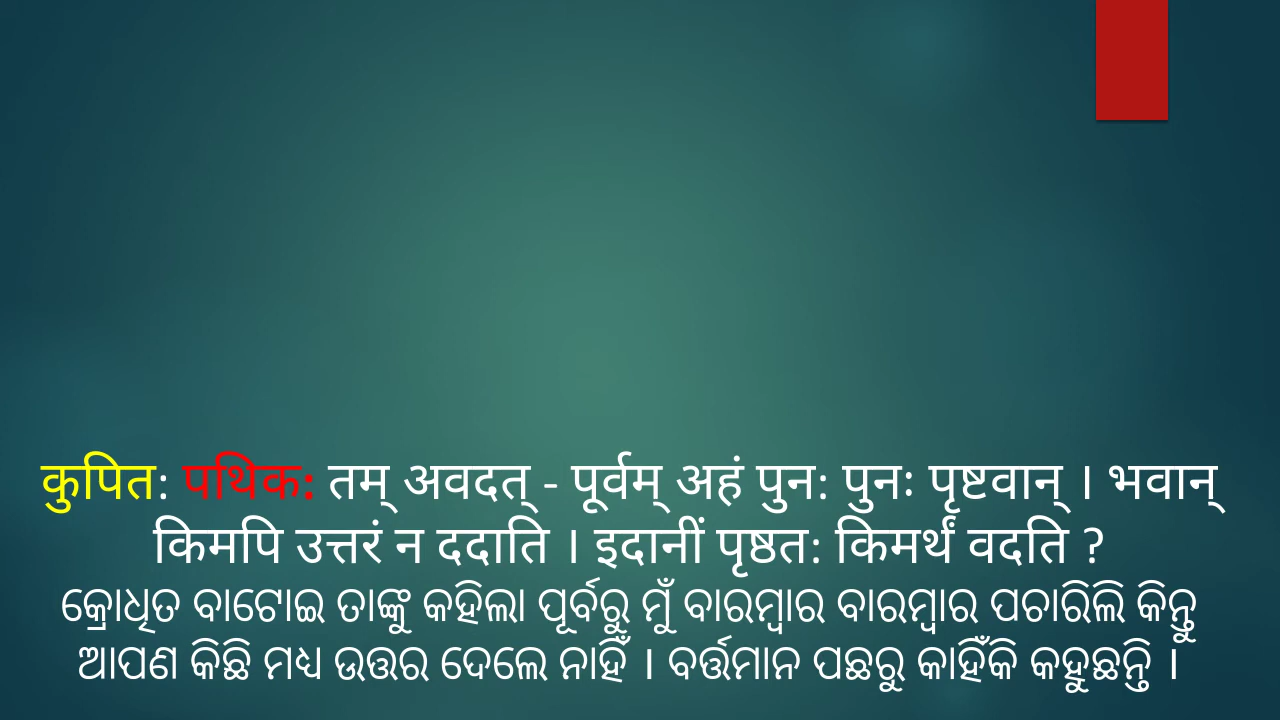 कुपित: पथिक: तम् अवदत् - पूर्वम् अहं पुन: पुनः पृष्टवान् । भवान्
किमपि उत्तरं न ददाति । इदानीं पृष्ठत: किमर्थं वदति ?
କ୍ରୋଧିତ ବାଟୋଇ ତାଙ୍କୁ କହିଲା ପୂର୍ବରୁ ମୁଁ ବାରମ୍ବାର ବାରମ୍ବାର ପଚାରିଲି କିନ୍ତୁ
ଆପଣ କିଛି ମଧ୍ୟ ଉତ୍ତର ଦେଲେ ନାହିଁ । ବର୍ତ୍ତମାନ ପଛରୁ କାହିଁକି କହୁଛନ୍ତି ।